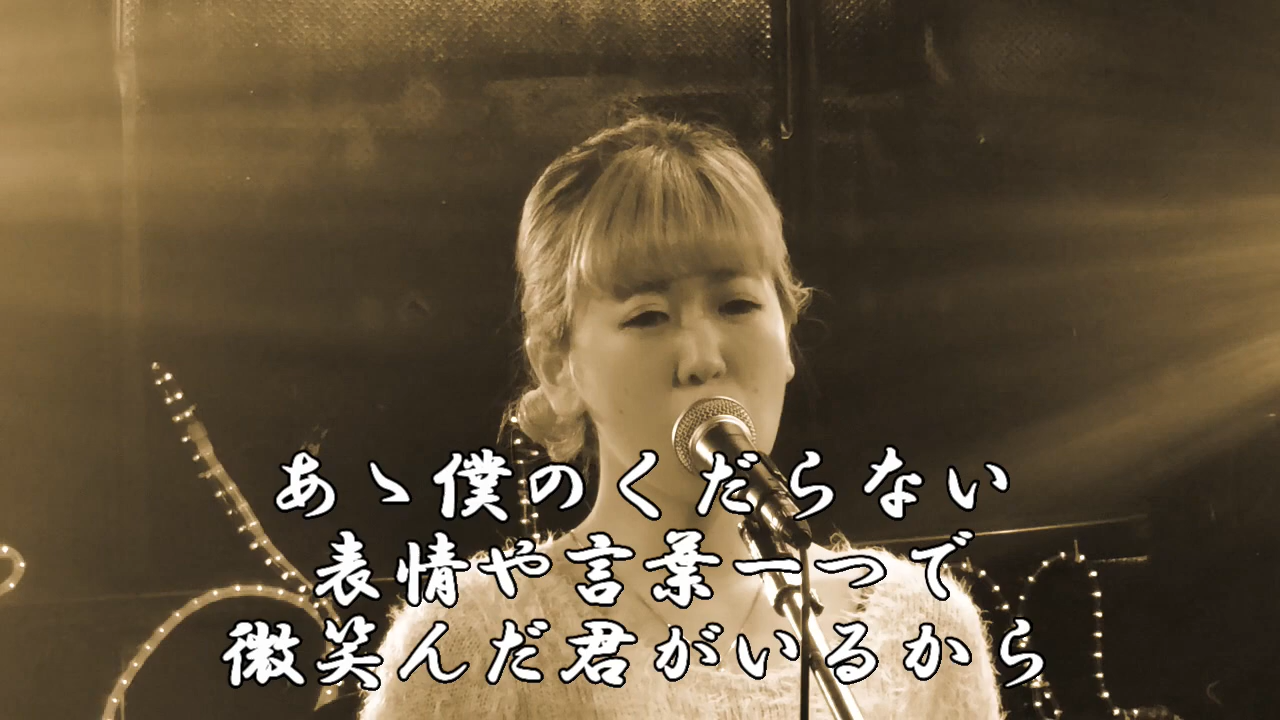 あゝ僕のくだらない
表情や言葉一つで
微笑んだ君がいるから